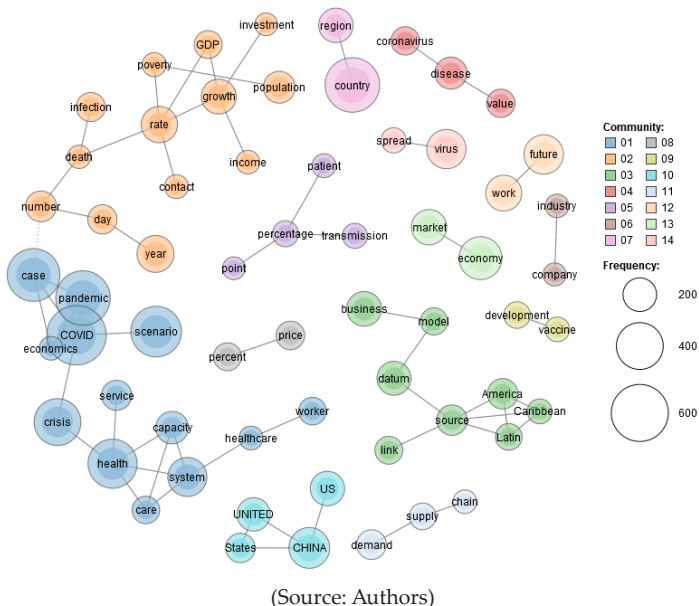 investment
region
GDP
coronavirus
poverty
disease
country
growth
population
value
infection
rate
Community:
01 08
02 09
03 10
04 11
05 12
06 13
07 14
spread
virus
future
death
income
patient
contact
work
number
industry
day
market
percentage
transmission
year
economy
Frequency:
case
point
company
200
pandemic
business
development
model
vaccine
COVID
scenario
price
400
economics
percent
datum
America
service
worker
Caribbean
600
crisis
capacity
source
healthcare
Latin
link
health
system
US
chain
care
UNITED
supply
States
CHINA
demand
(Source: Authors)